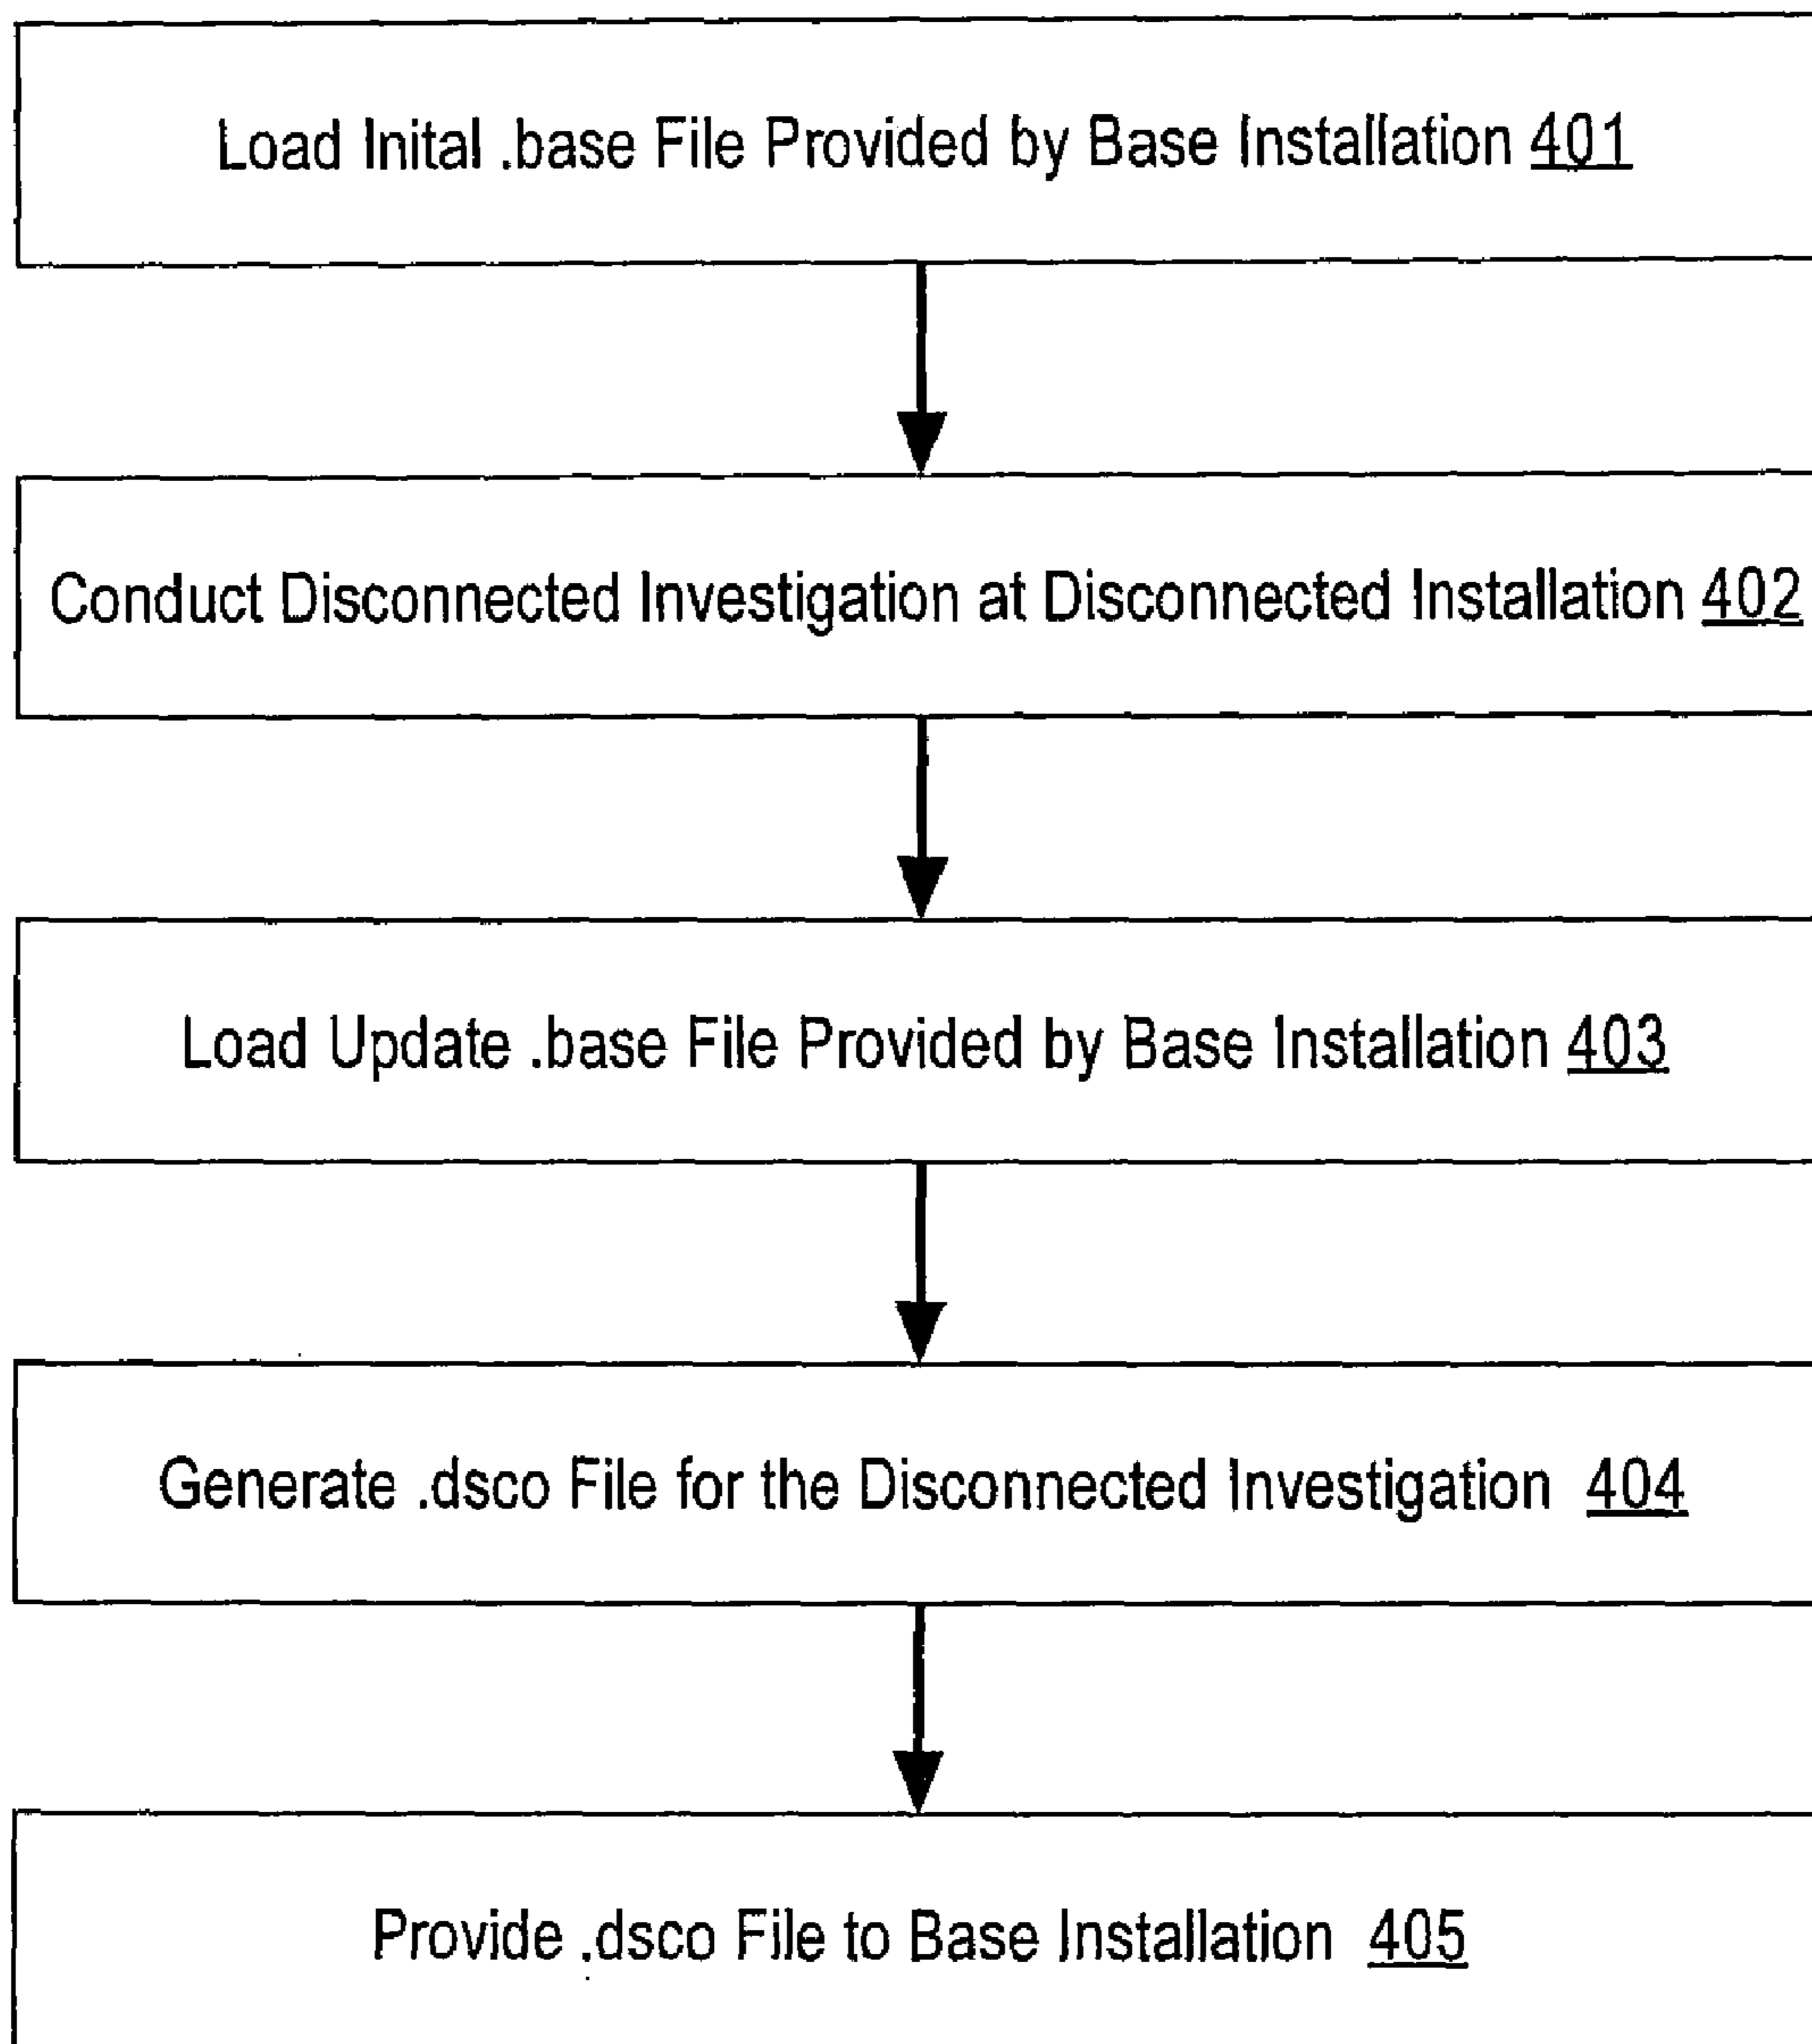 Load Inital .base File Provided by Base Installation 401
Conduct Disconnected Investigation at Disconnected Installation 402
Load Update .base File Provided by Base Installation 403
Generate .dsco File for the Disconnected Investigation 404
Provide .dsco File to Base Installation 405